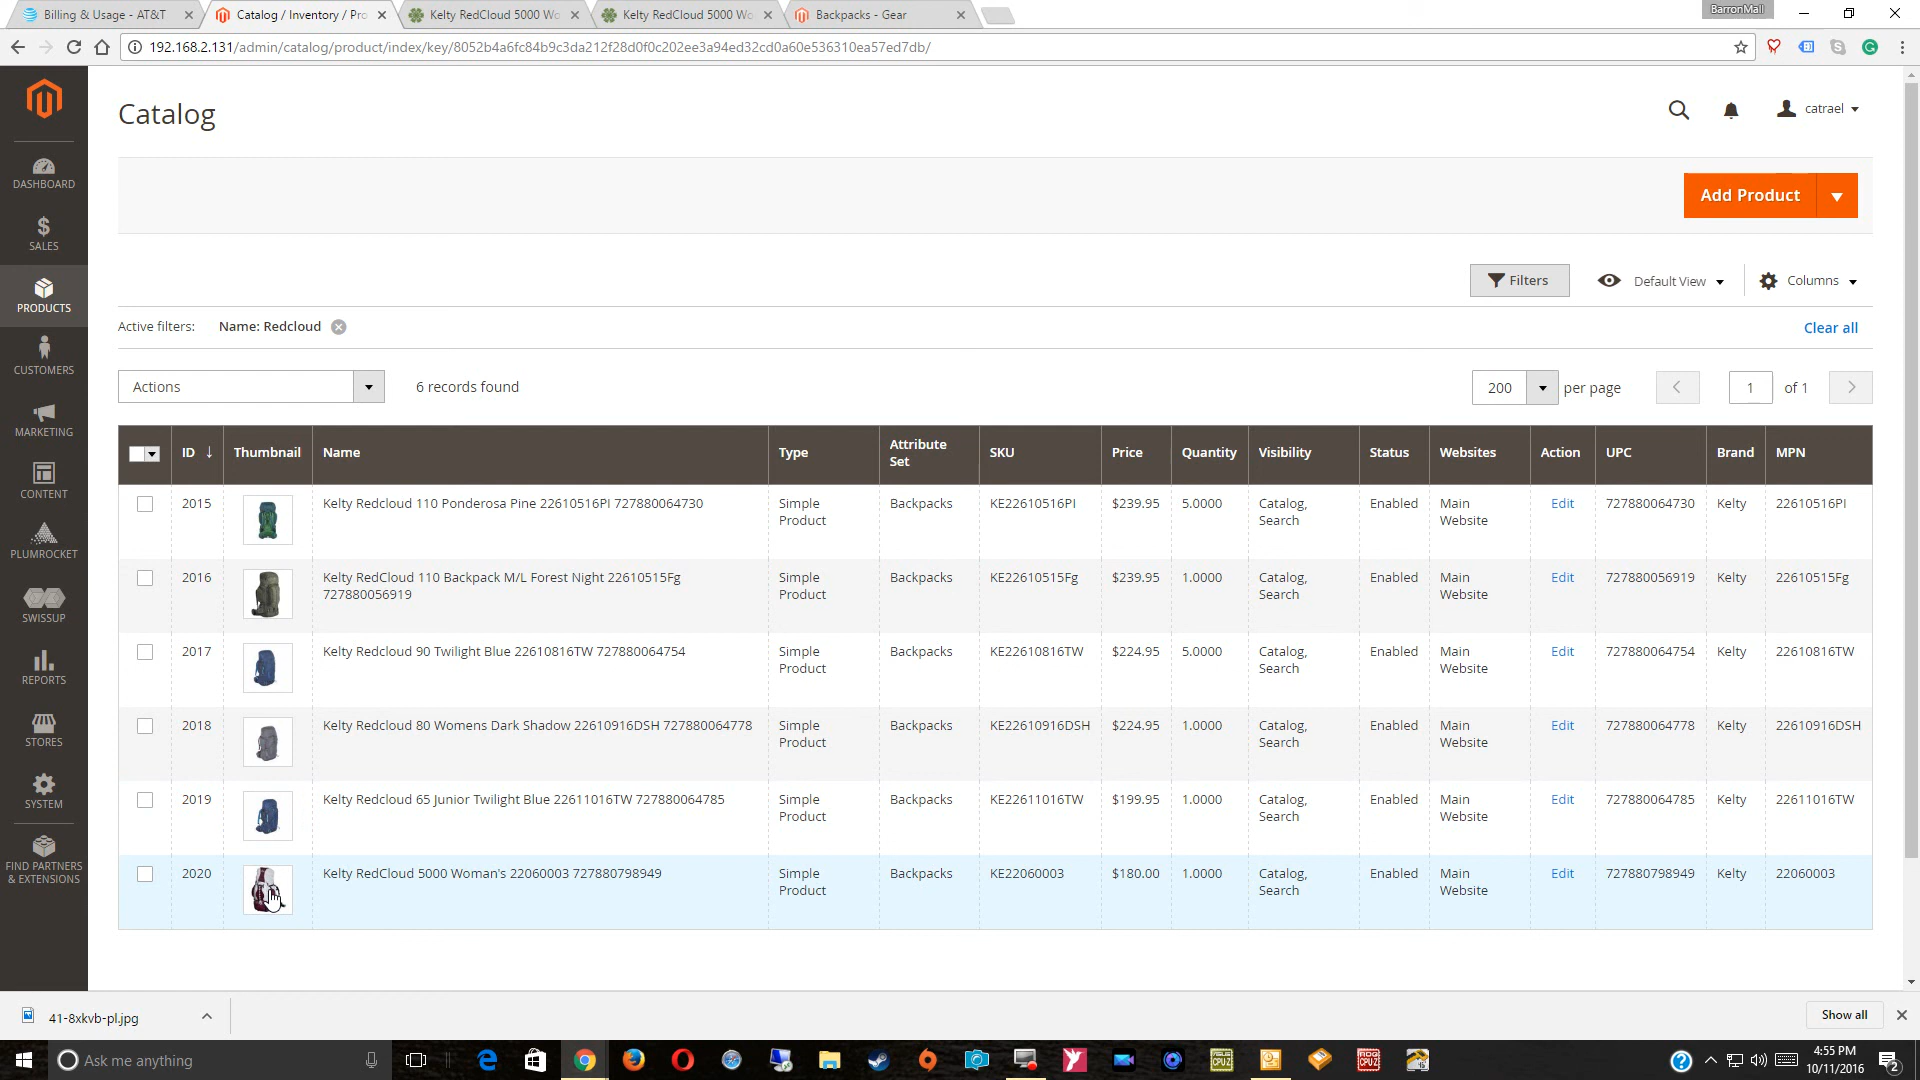 Billing & Usage - AT&T
Catalog / Inventory / Pro
Kelty RedCloud 5000 Wo
Kelty RedCloud 5000 Wo
Backpacks - Gear
BarronMall
192.168.2.131/admin/catalog/product/index/key/8052b4a6fc84b9c3da212f28d0f0c202ee3a94ed32cd0a60e536310ea57ed7db/
Catalog
catrael
DASHBOARD
SALES
PRODUCTS
CUSTOMERS
MARKETING
CONTENT
PLUMROCKET
SWISSUP
REPORTS
STORES
SYSTEM
FIND PARTNERS
& EXTENSIONS
Add Product
Filters
Default View
Columns
Active filters: Name: Redcloud
Clear all
Actions
6 records found
200 per page
1 of 1
ID ↓ Thumbnail Name Type Attribute Set SKU Price Quantity Visibility Status Websites Action UPC Brand MPN
2015 Kelty Redcloud 110 Ponderosa Pine 22610516PI 727880064730 Simple Product Backpacks KE22610516PI $239.95 5.0000 Catalog, Search Enabled Main Website Edit 727880064730 Kelty 22610516PI
2016 Kelty RedCloud 110 Backpack M/L Forest Night 22610515Fg 727880056919 Simple Product Backpacks KE22610515Fg $239.95 1.0000 Catalog, Search Enabled Main Website Edit 727880056919 Kelty 22610515Fg
2017 Kelty Redcloud 90 Twilight Blue 22610816TW 727880064754 Simple Product Backpacks KE22610816TW $224.95 5.0000 Catalog, Search Enabled Main Website Edit 727880064754 Kelty 22610816TW
2018 Kelty Redcloud 80 Womens Dark Shadow 22610916DSH 727880064778 Simple Product Backpacks KE22610916DSH $224.95 1.0000 Catalog, Search Enabled Main Website Edit 727880064778 Kelty 22610916DSH
2019 Kelty Redcloud 65 Junior Twilight Blue 22611016TW 727880064785 Simple Product Backpacks KE22611016TW $199.95 1.0000 Catalog, Search Enabled Main Website Edit 727880064785 Kelty 22611016TW
2020 Kelty RedCloud 5000 Woman's 22060003 727880798949 Simple Product Backpacks KE22060003 $180.00 1.0000 Catalog, Search Enabled Main Website Edit 727880798949 Kelty 22060003
41-8xkvb-pl.jpg
Show all
Ask me anything
4:55 PM
10/11/2016
2